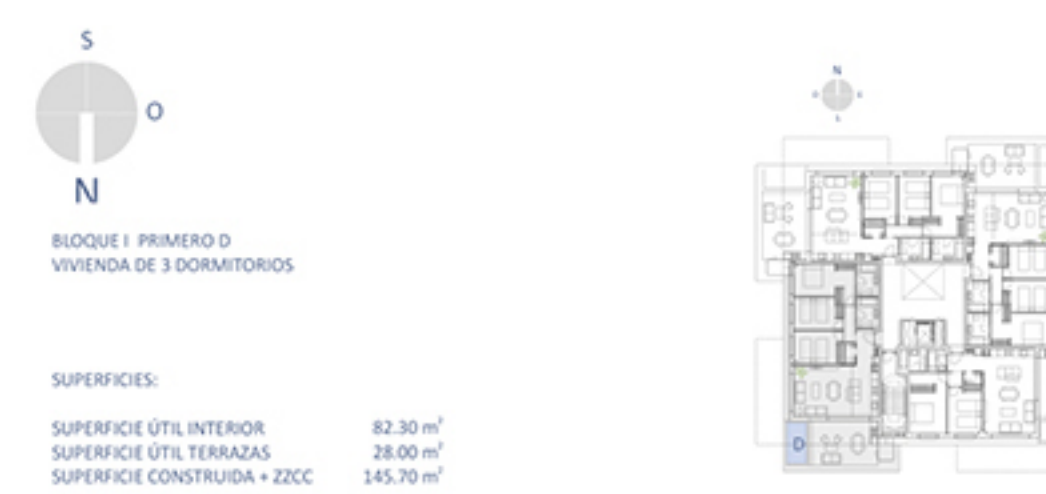 S
O
N
BLOQUE I PRIMERO D
VIVIENDA DE 3 DORMITORIOS
SUPERFICIES:
SUPERFICIE ÚTIL INTERIOR 82.30 m²
SUPERFICIE ÚTIL TERRAZAS 28.00 m²
SUPERFICIE CONSTRUIDA + ZZCC 145.70 m²
N
D